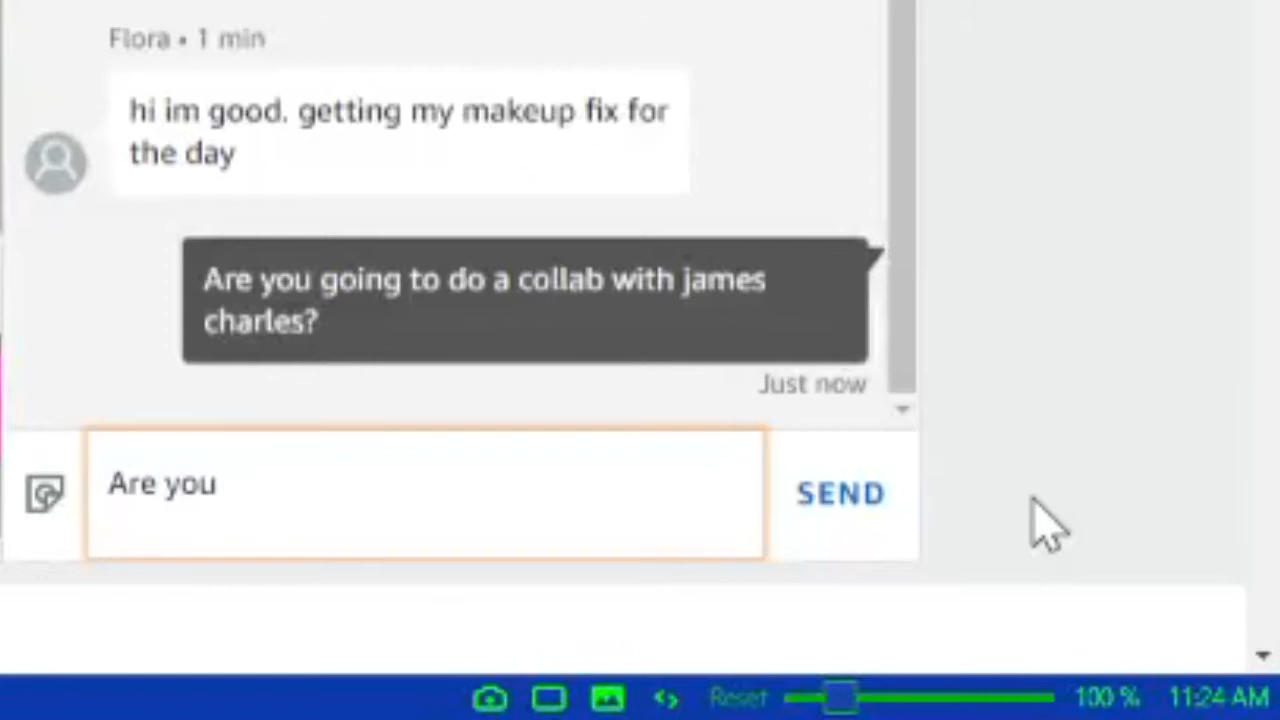 Flora • 1 min
hi im good. getting my makeup fix for
the day
Are you going to do a collab with james
charles?
Just now
Are you
SEND
Reset
100 %
11:24 AM